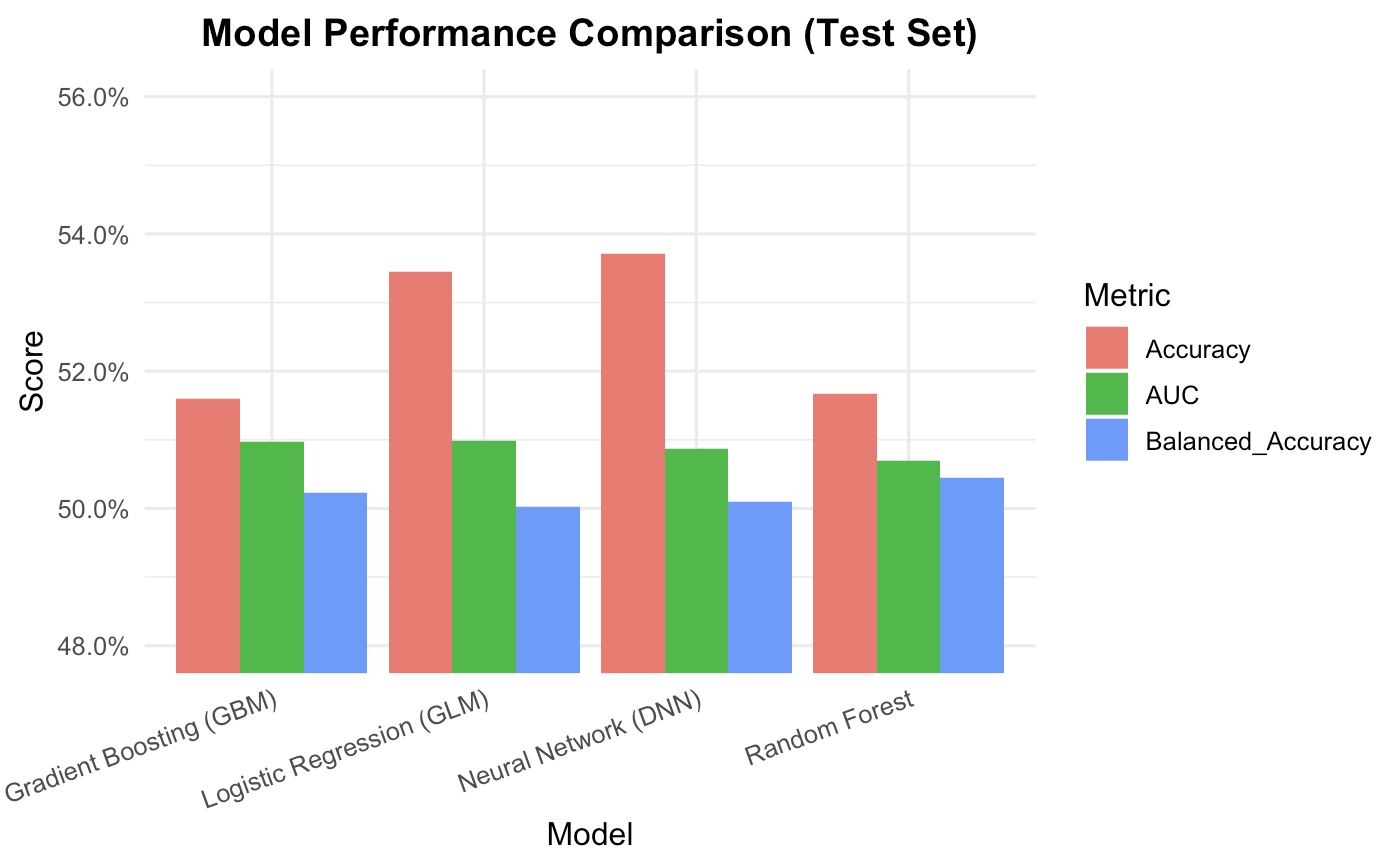 Model Performance Comparison (Test Set)
56.0%
54.0%
52.0%
50.0%
48.0%
Score
Gradient Boosting (GBM)
Logistic Regression (GLM)
Neural Network (DNN)
Random Forest
Model
Metric
Accuracy
AUC
Balanced_Accuracy